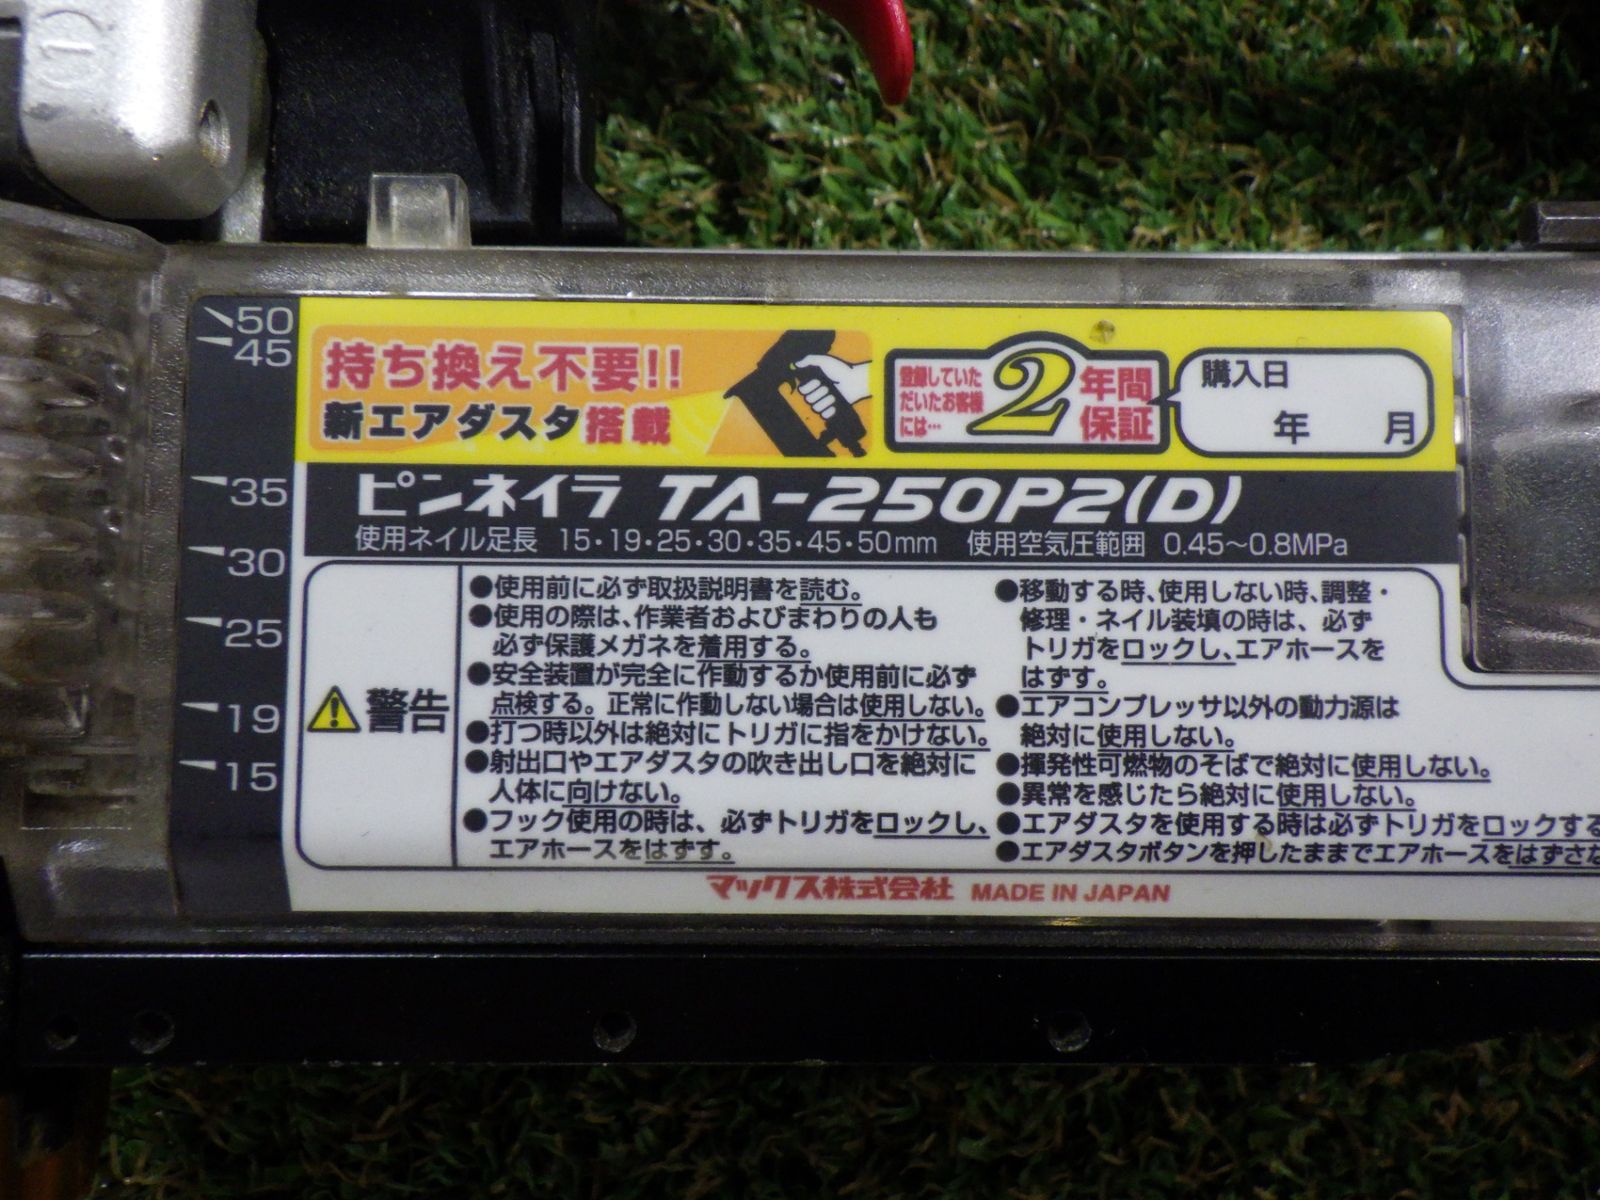 50
45
35
30
25
19
15
持ち換え不要!!
新エアダスタ搭載
登録していた
だいたお客様
には…
2年間
保証
購入日
年 月
ピンネイラ TA-250P2(D)
使用ネイル足長 15・19・25・30・35・45・50mm 使用空気圧範囲 0.45～0.8MPa
警告
●使用前に必ず取扱説明書を読む。
●使用の際は、作業者およびまわりの人も
必ず保護メガネを着用する。
●安全装置が完全に作動するか使用前に必ず
点検する。正常に作動しない場合は使用しない。
●打つ時以外は絶対にトリガに指をかけない。
●射出口やエアダスタの吹き出し口を絶対に
人体に向けない。
●フック使用の時は、必ずトリガをロックし、
エアホースをはずす。
●移動する時、使用しない時、調整・
修理・ネイル装填の時は、必ず
トリガをロックし、エアホースを
はずす。
●エアコンプレッサ以外の動力源は
絶対に使用しない。
●揮発性可燃物のそばで絶対に使用しない。
●異常を感じたら絶対に使用しない。
●エアダスタを使用する時は必ずトリガをロックする
●エアダスタボタンを押したままでエアホースをはずさな
マックス株式会社 MADE IN JAPAN